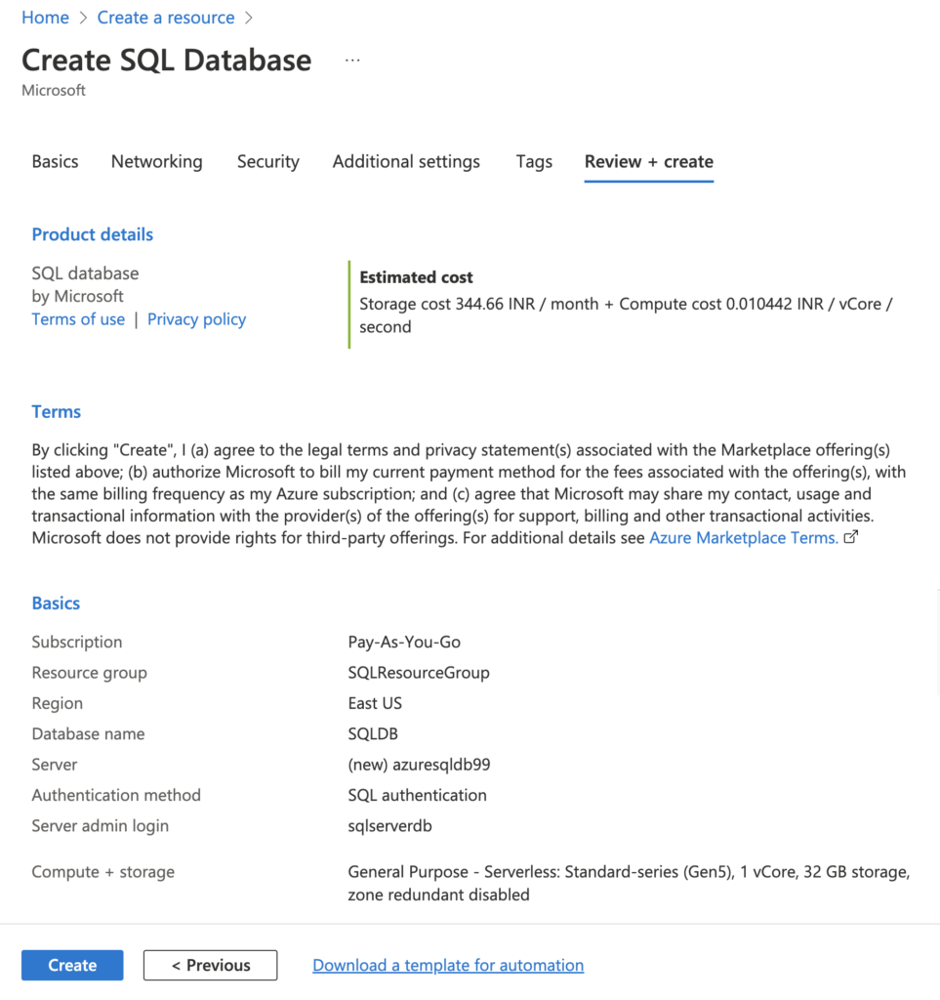 Home > Create a resource >
Create SQL Database ...
Microsoft
Basics Networking Security Additional settings Tags Review + create
Product details
SQL database
by Microsoft
Terms of use | Privacy policy
Estimated cost
Storage cost 344.66 INR / month + Compute cost 0.010442 INR / vCore /
second
Terms
By clicking "Create", I (a) agree to the legal terms and privacy statement(s) associated with the Marketplace offering(s)
listed above; (b) authorize Microsoft to bill my current payment method for the fees associated with the offering(s), with
the same billing frequency as my Azure subscription; and (c) agree that Microsoft may share my contact, usage and
transactional information with the provider(s) of the offering(s) for support, billing and other transactional activities.
Microsoft does not provide rights for third-party offerings. For additional details see Azure Marketplace Terms.
Basics
Subscription Pay-As-You-Go
Resource group SQLResourceGroup
Region East US
Database name SQLDB
Server (new) azuresqldb99
Authentication method SQL authentication
Server admin login sqlserverdb
Compute + storage General Purpose - Serverless: Standard-series (Gen5), 1 vCore, 32 GB storage,
zone redundant disabled
Create < Previous Download a template for automation